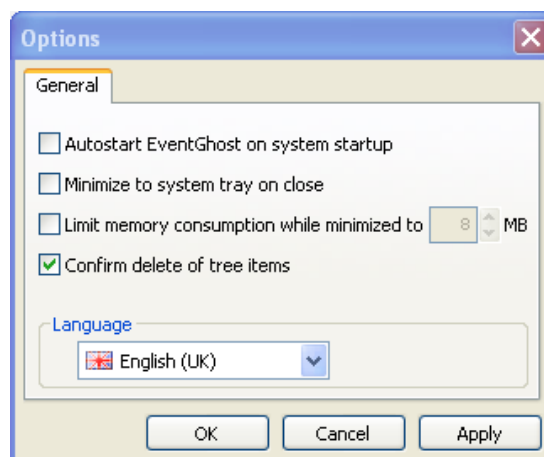 Options
General
Autostart EventGhost on system startup
Minimize to system tray on close
Limit memory consumption while minimized to 8 MB
Confirm delete of tree items
Language
English (UK)
OK Cancel Apply